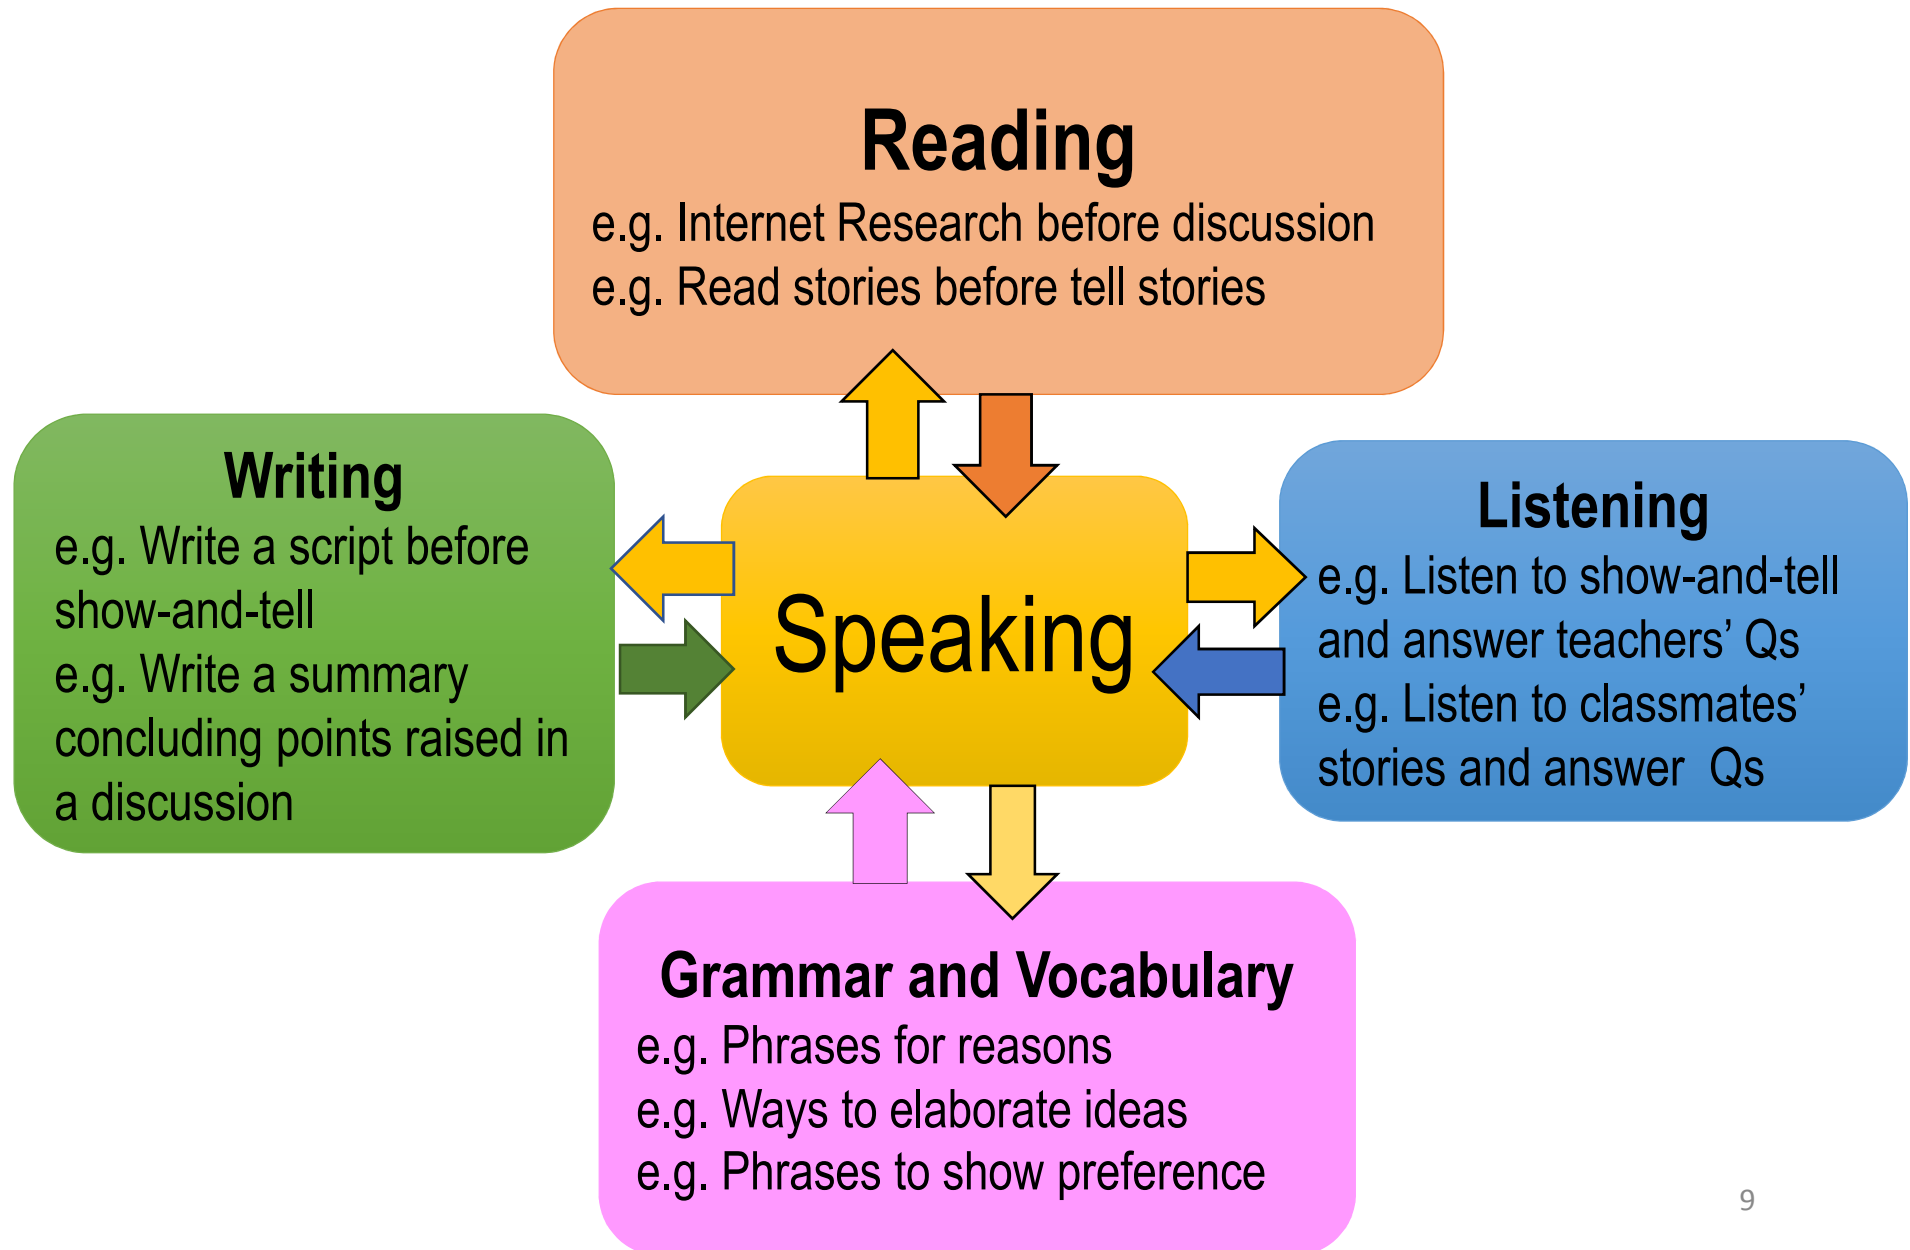 Reading
e.g. Internet Research before discussion
e.g. Read stories before tell stories
Writing
e.g. Write a script before
show-and-tell
e.g. Write a summary
concluding points raised in
a discussion
Speaking
Listening
e.g. Listen to show-and-tell
and answer teachers’ Qs
e.g. Listen to classmates’
stories and answer  Qs
Grammar and Vocabulary
e.g. Phrases for reasons
e.g. Ways to elaborate ideas
e.g. Phrases to show preference
9